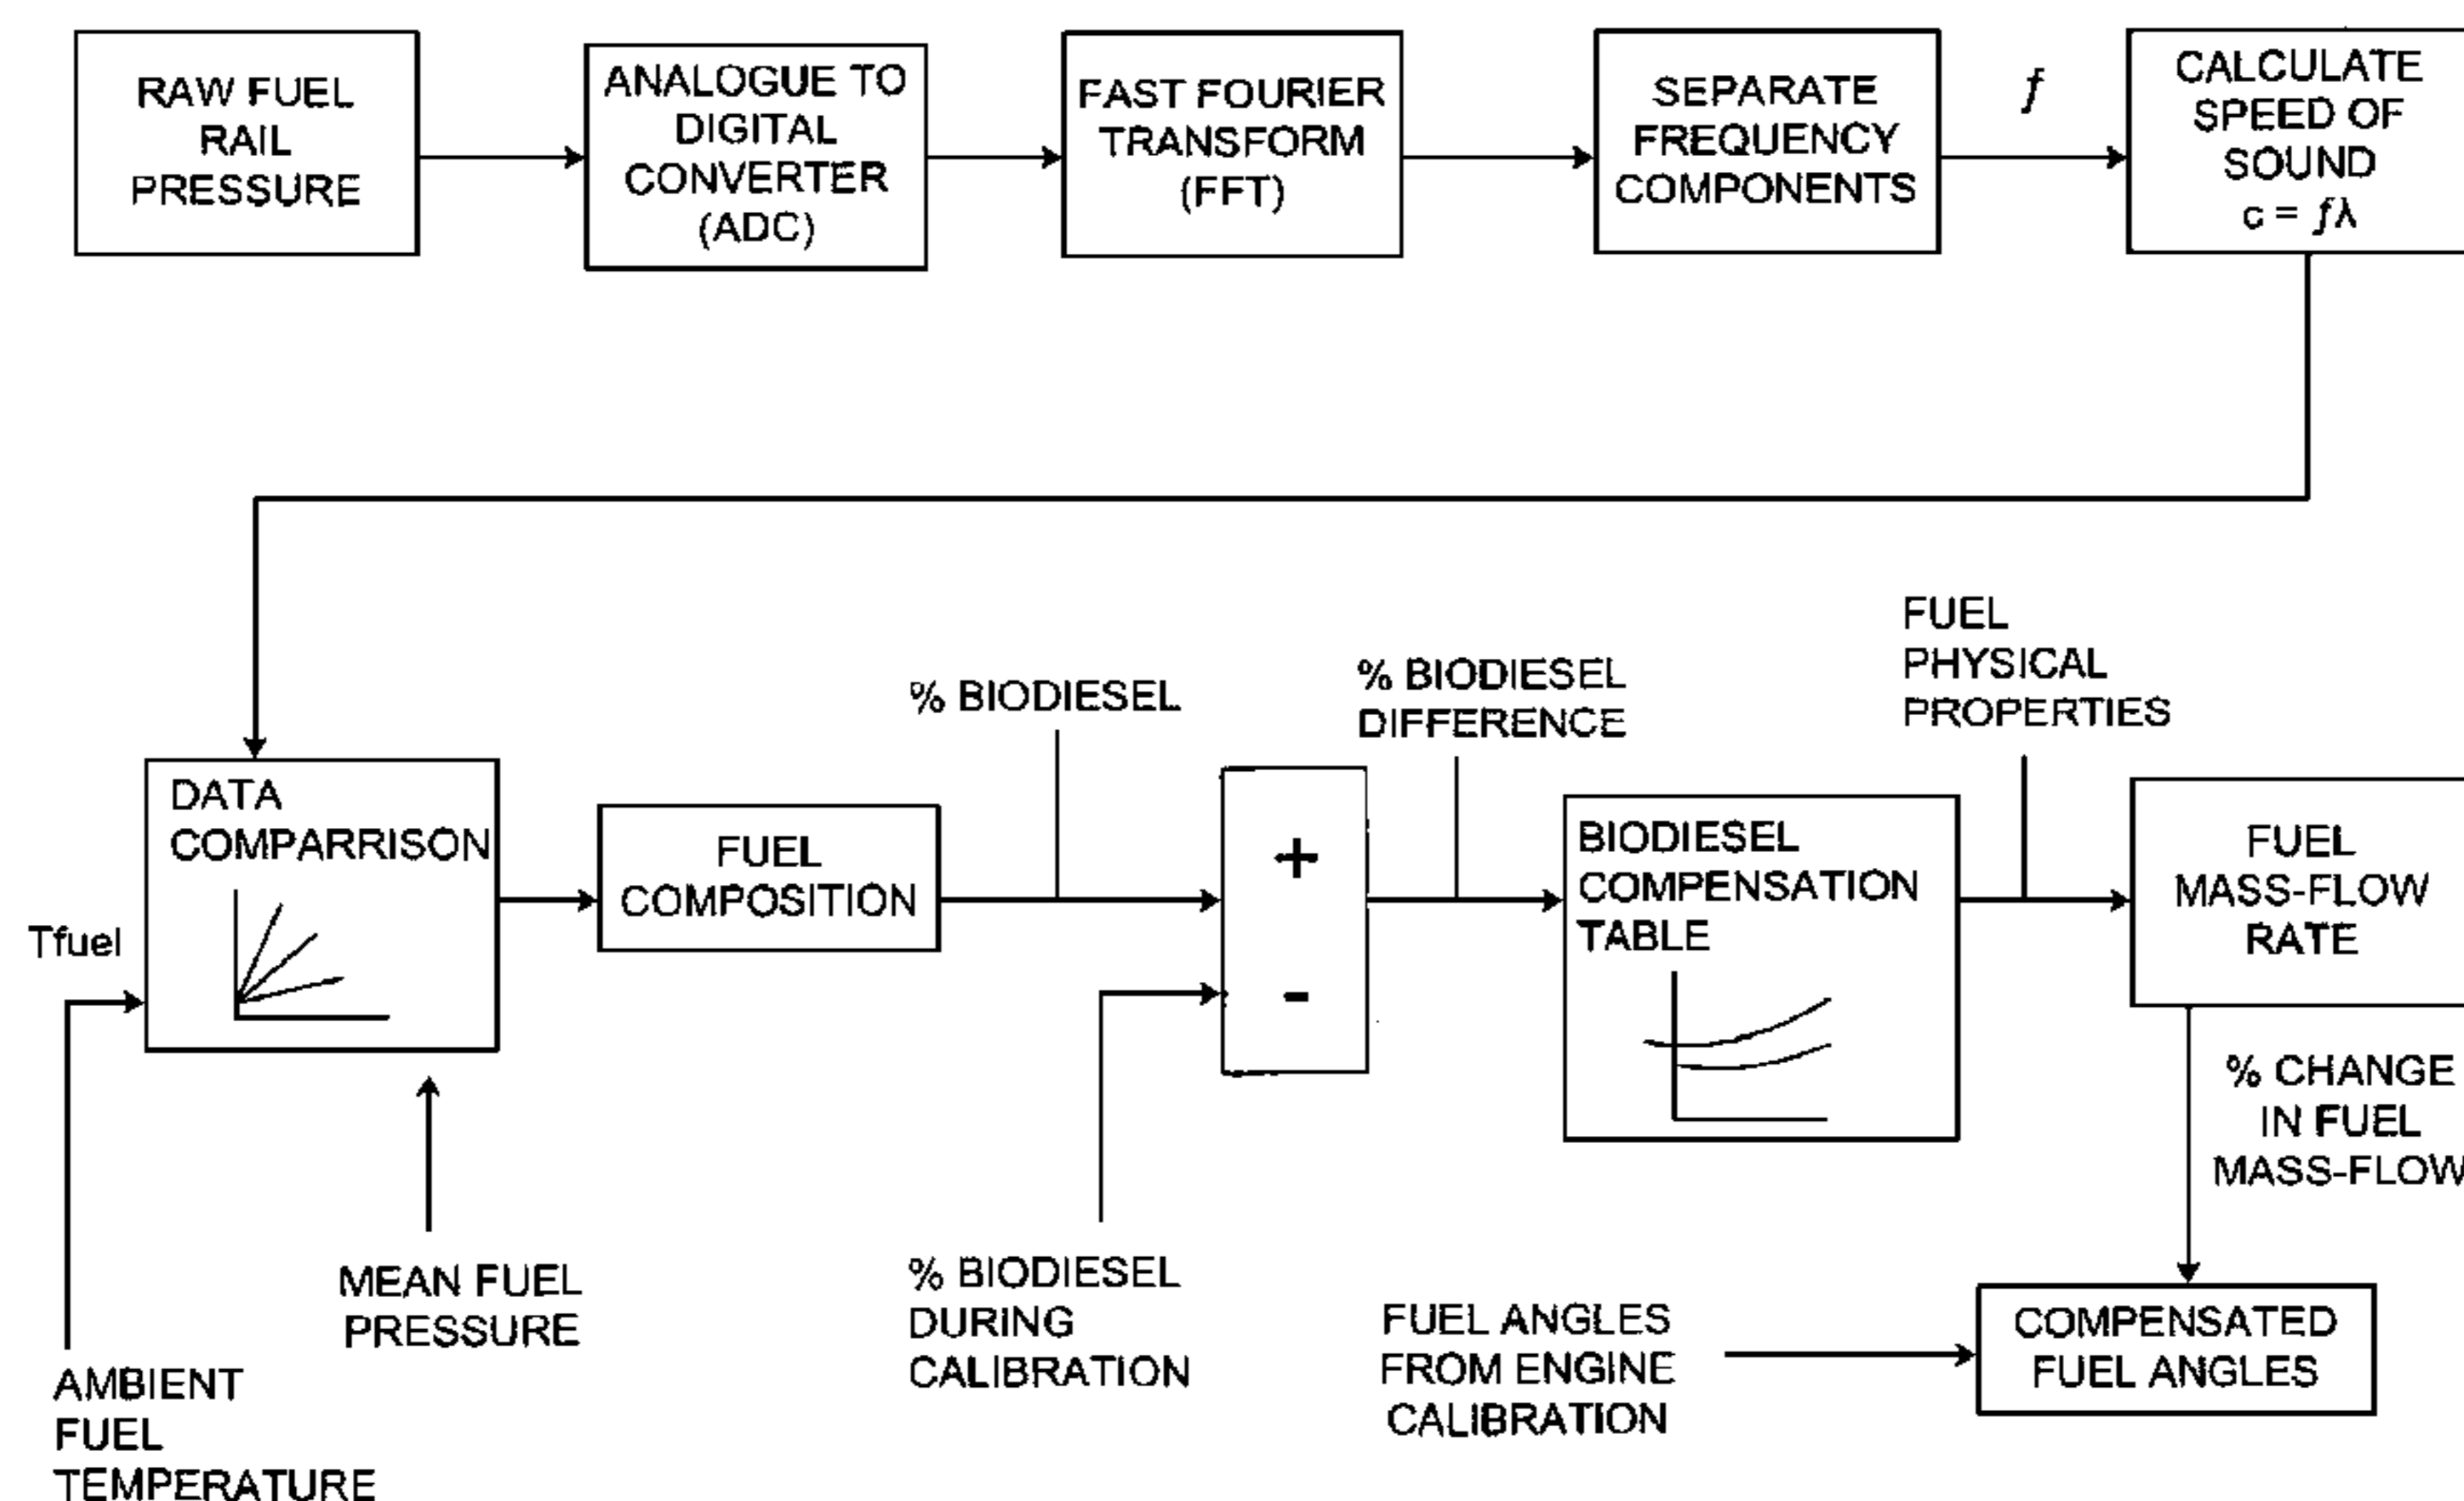 RAW FUEL
RAIL
PRESSURE
ANALOGUE TO
DIGITAL
CONVERTER
(ADC)
FAST FOURIER
TRANSFORM
(FFT)
SEPARATE
FREQUENCY
COMPONENTS
f
CALCULATE
SPEED OF
SOUND
c = fλ
DATA
COMPARRISON
Tfuel
AMBIENT
FUEL
TEMPERATURE
MEAN FUEL
PRESSURE
FUEL
COMPOSITION
% BIODIESEL
+
-
% BIODIESEL
DURING
CALIBRATION
% BIODIESEL
DIFFERENCE
BIODIESEL
COMPENSATION
TABLE
FUEL
PHYSICAL
PROPERTIES
FUEL
MASS-FLOW
RATE
% CHANGE
IN FUEL
MASS-FLOW
FUEL ANGLES
FROM ENGINE
CALIBRATION
COMPENSATED
FUEL ANGLES